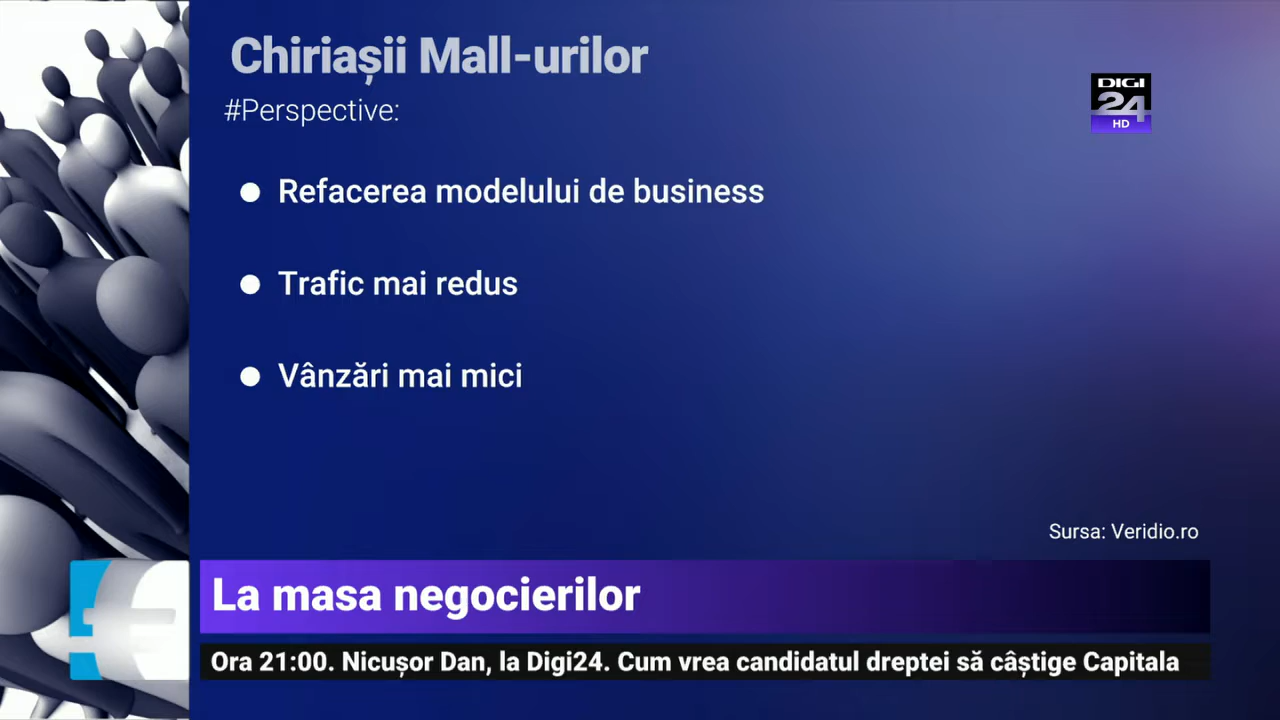 Chiriașii Mall-urilor
#Perspective:
DIGI
24
HD
● Refacerea modelului de business
● Trafic mai redus
● Vânzări mai mici
Sursa: Veridio.ro
La masa negocierilor
Ora 21:00. Nicușor Dan, la Digi24. Cum vrea candidatul dreptei să câștige Capitala